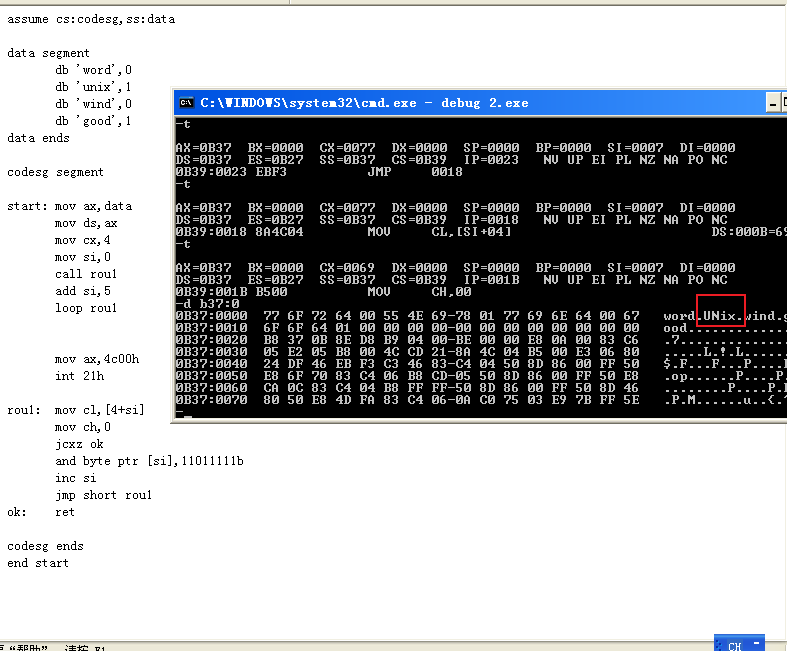 assume cs:codesg,ss:data
data segment
db 'word',0
db 'unix',1
db 'wind',0
db 'good',1
data ends
codesg segment
start: mov ax,data
mov ds,ax
mov cx,4
mov si,0
call rou1
add si,5
loop rou1
mov ax,4c00h
int 21h
rou1: mov cl,[4+si]
mov ch,0
jcxz ok
and byte ptr [si],11011111b
inc si
jmp short rou1
ok: ret
codesg ends
end start
C:\WINDOWS\system32\cmd.exe - debug 2.exe
-t
AX=0B37 BX=0000 CX=0077 DX=0000 SP=0000 BP=0000 SI=0007 DI=0000
DS=0B37 ES=0B27 SS=0B37 CS=0B39 IP=0023 NV UP EI PL NZ NA PO NC
0B39:0023 EBF3 JMP 0018
-t
AX=0B37 BX=0000 CX=0077 DX=0000 SP=0000 BP=0000 SI=0007 DI=0000
DS=0B37 ES=0B27 SS=0B37 CS=0B39 IP=0018 NV UP EI PL NZ NA PO NC
0B39:0018 8A4C04 MOV CL,[SI+04] DS:000B=69
-t
AX=0B37 BX=0000 CX=0069 DX=0000 SP=0000 BP=0000 SI=0007 DI=0000
DS=0B37 ES=0B27 SS=0B37 CS=0B39 IP=001B NV UP EI PL NZ NA PO NC
0B39:001B B500 MOV CH,00
-d b37:0
0B37:0000 77 6F 72 64 00 55 4E 69-78 01 77 69 6E 64 00 67 word.UNix.wind.g
0B37:0010 6F 6F 64 01 00 00 00 00-00 00 00 00 00 00 00 00 ood.............
0B37:0020 B8 37 0B 8E D8 B9 04 00-BE 00 00 E8 0A 00 83 C6 .7..............
0B37:0030 05 E2 05 B8 00 4C CD 21-8A 4C 04 B5 00 E3 06 80 .....L.!.L......
0B37:0040 24 DF 46 EB F3 C3 46 83-C4 04 50 8D 86 00 FF 50 $.F...F...P....P
0B37:0050 E8 6F 70 83 C4 06 B8 CD-05 50 8D 86 00 FF 50 E8 .op......P....P.
0B37:0060 CA 0C 83 C4 04 B8 FF FF-50 8D 86 00 FF 50 8D 46 ........P....P.F
0B37:0070 80 50 E8 4D FA 83 C4 06-0A C0 75 03 E9 7B FF 5E .P.M......u..{.^
-
"帮助"，请按 F1
CH